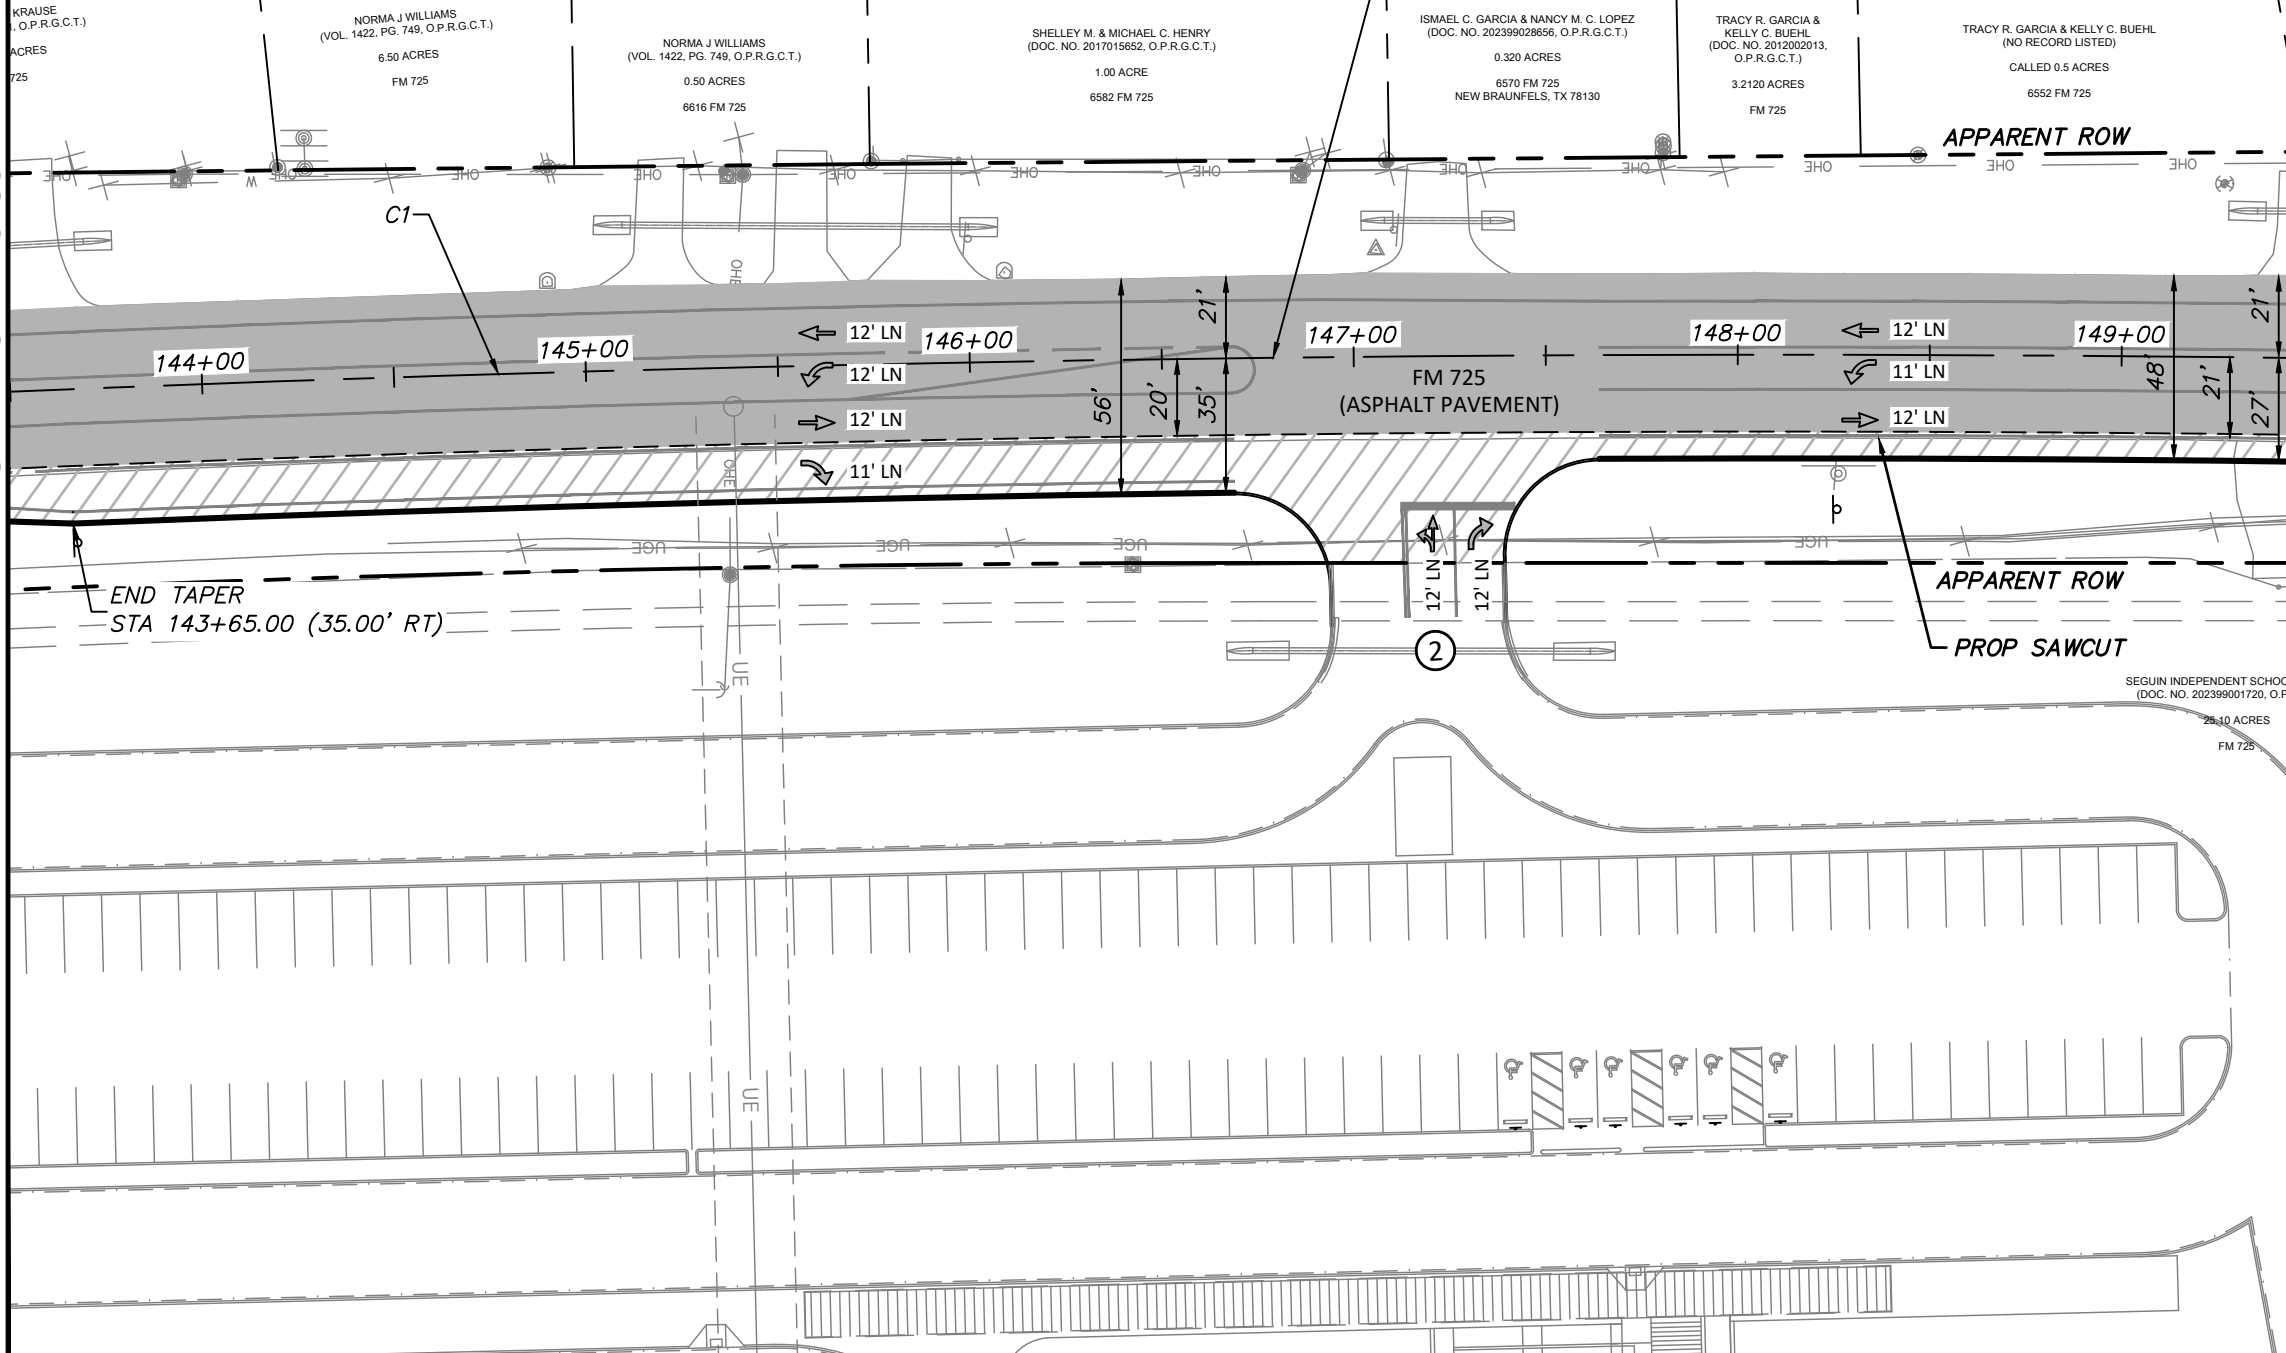 KRAUSE
, O.P.R.G.C.T.)
ACRES
725
NORMA J WILLIAMS
(VOL. 1422, PG. 749, O.P.R.G.C.T.)
6.50 ACRES
FM 725
NORMA J WILLIAMS
(VOL. 1422, PG. 749, O.P.R.G.C.T.)
0.50 ACRES
6616 FM 725
SHELLEY M. & MICHAEL C. HENRY
(DOC. NO. 2017015652, O.P.R.G.C.T.)
1.00 ACRE
6582 FM 725
ISMAEL C. GARCIA & NANCY M. C. LOPEZ
(DOC. NO. 202399028656, O.P.R.G.C.T.)
0.320 ACRES
6570 FM 725
NEW BRAUNFELS, TX 78130
TRACY R. GARCIA &
KELLY C. BUEHL
(DOC. NO. 2012002013,
O.P.R.G.C.T.)
3.2120 ACRES
FM 725
TRACY R. GARCIA & KELLY C. BUEHL
(NO RECORD LISTED)
CALLED 0.5 ACRES
6552 FM 725
APPARENT ROW
OHE
W
OHE
OHE
OHE
OHE
OHE
OHE
OHE
OHE
OHE
OHE
OHE
C1
OHE
144+00
145+00
146+00
147+00
148+00
149+00
12' LN
12' LN
12' LN
11' LN
56'
20'
21'
35'
FM 725
(ASPHALT PAVEMENT)
12' LN
11' LN
12' LN
48'
21'
21'
27'
OHE
UGE
UGE
UGE
UGE
12' LN
12' LN
END TAPER
STA 143+65.00 (35.00' RT)
APPARENT ROW
PROP SAWCUT
2
UE
SEGUIN INDEPENDENT SCHOO
(DOC. NO. 202399001720, O.P
25.10 ACRES
FM 725
UE